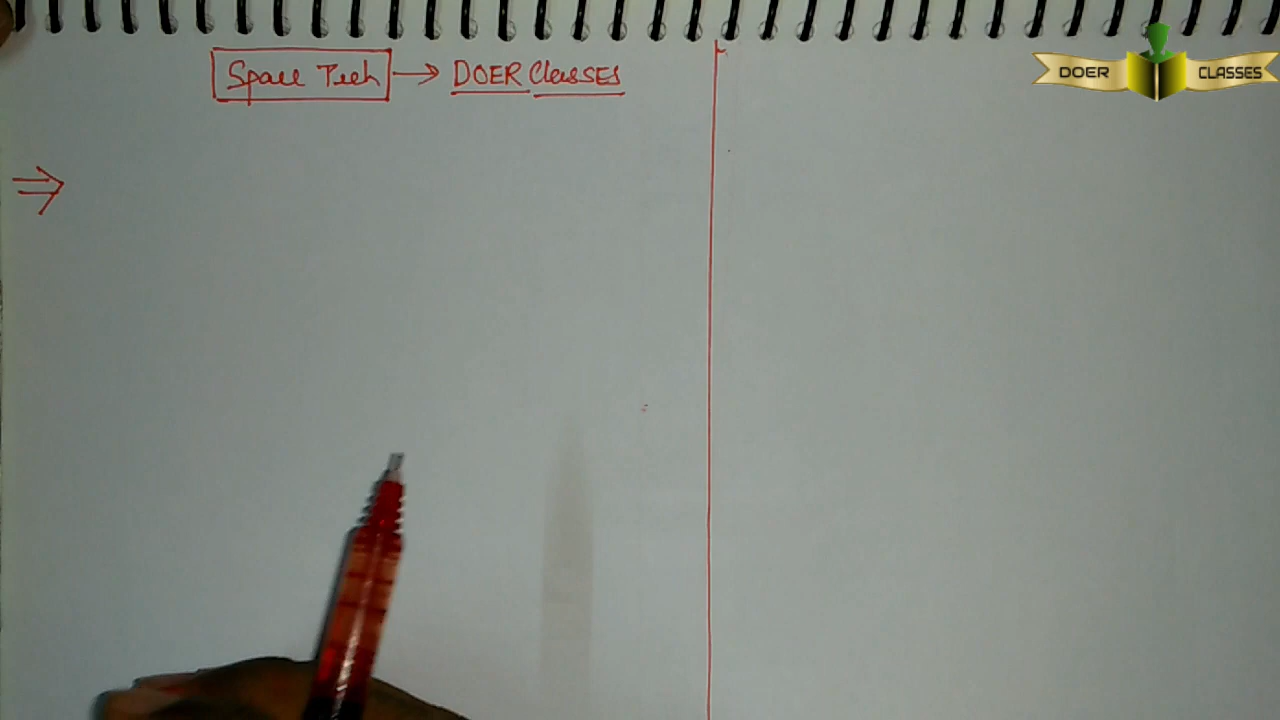 Space Tech → DOER ClasSES
DOER CLASSES
⇒